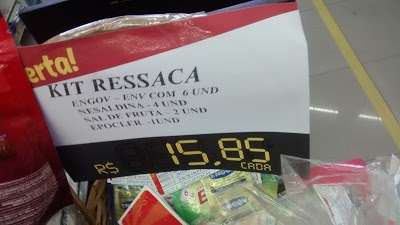 erta!
KIT RESSACA
ENGOV – ENV COM 6 UND
NESALDINA – 4 UND
SAL DE FRUTA – 2 UND
EPOCLER – 1UND
R$ 15.85
CADA